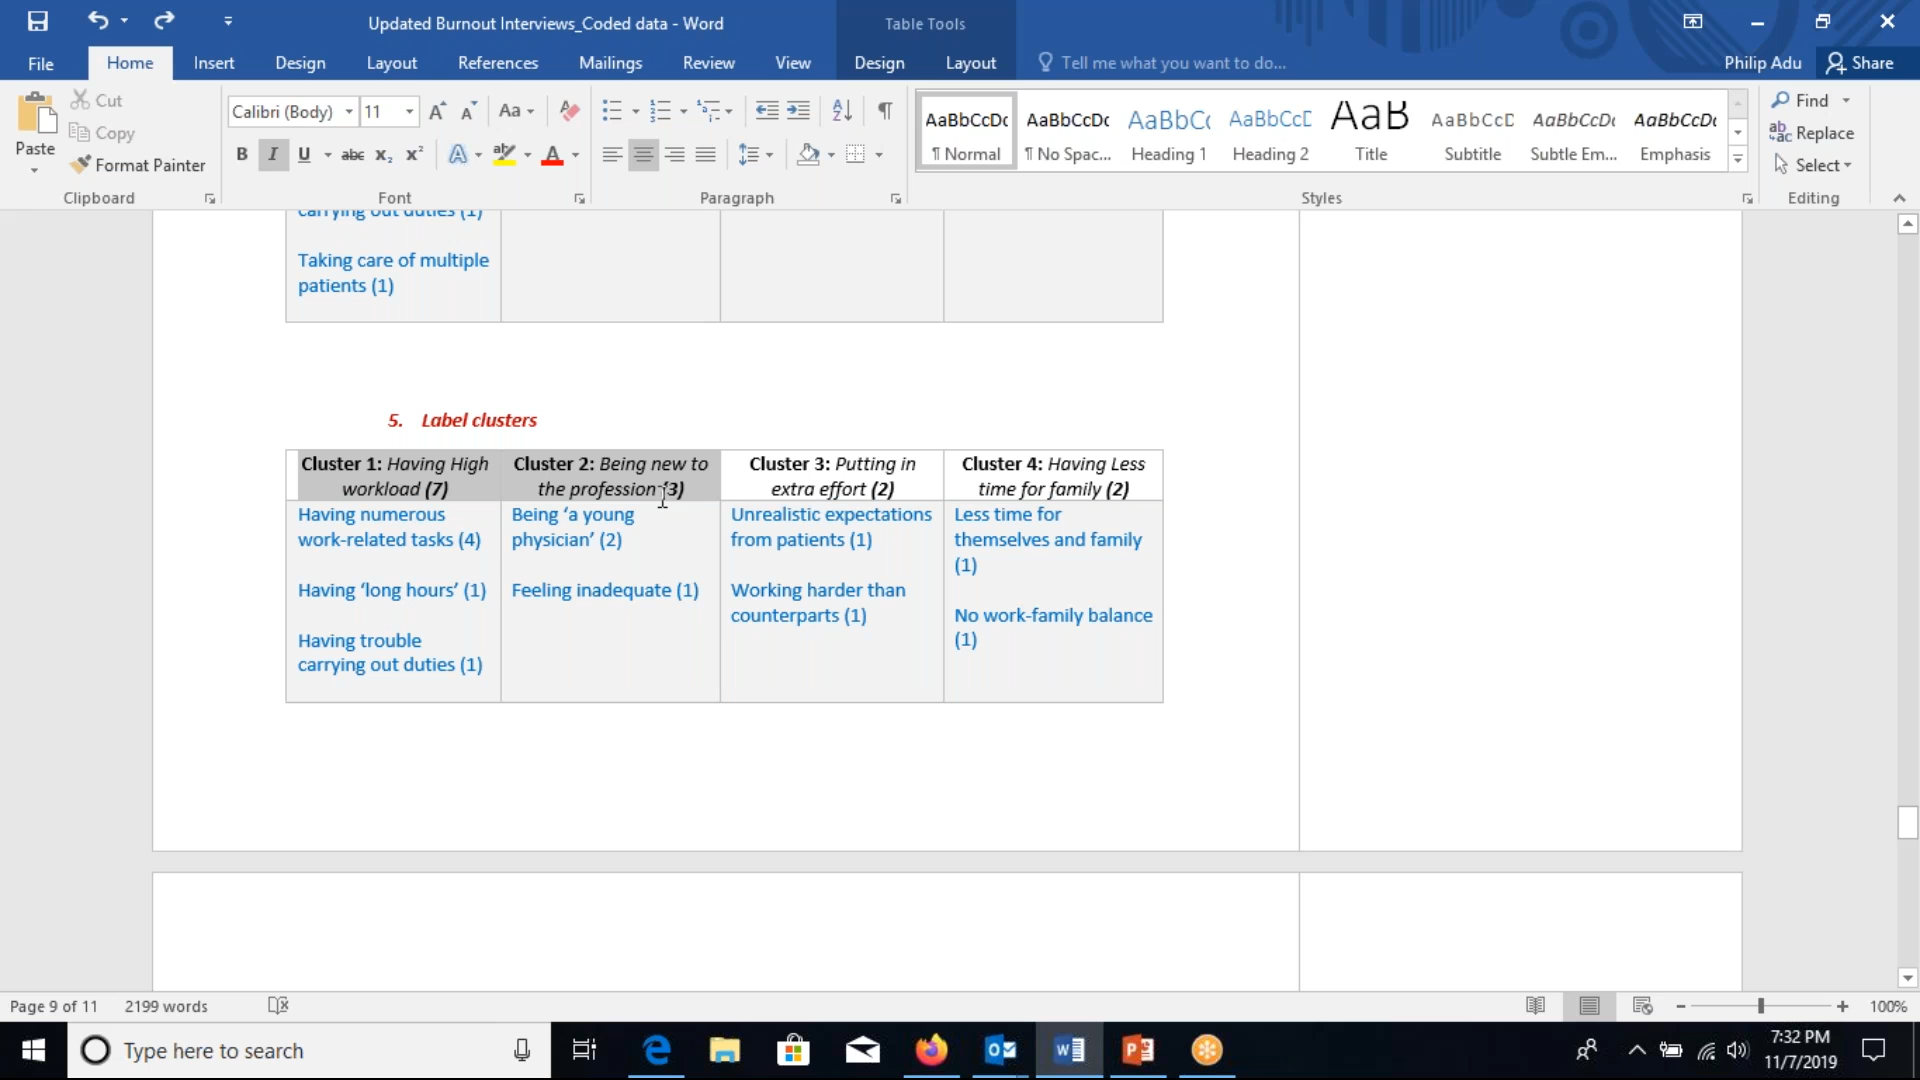 Updated Burnout Interviews_Coded data - Word
Table Tools
File
Home
Insert
Design
Layout
References
Mailings
Review
View
Design
Layout
Tell me what you want to do...
Philip Adu
Share
Paste
Cut
Copy
Format Painter
Clipboard
Calibri (Body)
11
Font
Paragraph
AaBbCcDc
¶ Normal
AaBbCcDc
¶ No Spac...
AaBbC
Heading 1
AaBbCcD
Heading 2
AaB
Title
AaBbCcD
Subtitle
AaBbCcDc
Subtle Em...
AaBbCcDc
Emphasis
Styles
Find
Replace
Select
Editing
carrying out duties (1)
Taking care of multiple
patients (1)
5. Label clusters
Cluster 1: Having High
workload (7)
Cluster 2: Being new to
the profession (3)
Cluster 3: Putting in
extra effort (2)
Cluster 4: Having Less
time for family (2)
Having numerous
work-related tasks (4)
Having ‘long hours’ (1)
Having trouble
carrying out duties (1)
Being ‘a young
physician’ (2)
Feeling inadequate (1)
Unrealistic expectations
from patients (1)
Working harder than
counterparts (1)
Less time for
themselves and family
(1)
No work-family balance
(1)
Page 9 of 11
2199 words
100%
Type here to search
7:32 PM
11/7/2019